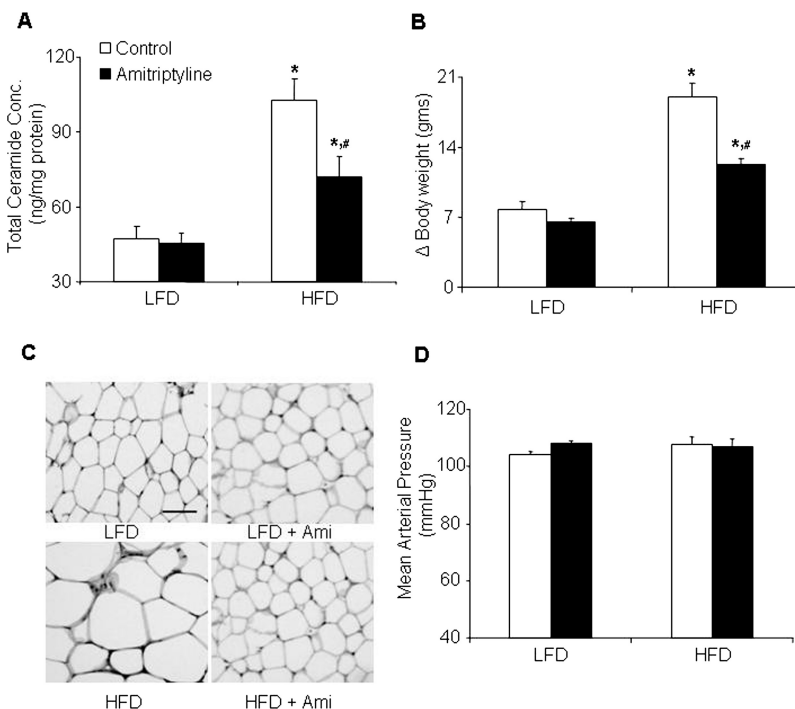 A
Total Ceramide Conc.
(ng/mg protein)
120
90
60
30
Control
Amitriptyline
*
*,#
LFD
HFD
B
Δ Body weight (gms)
21
14
7
0
*
*,#
LFD
HFD
C
LFD
LFD + Ami
HFD
HFD + Ami
D
Mean Arterial Pressure
(mmHg)
120
100
80
60
40
LFD
HFD